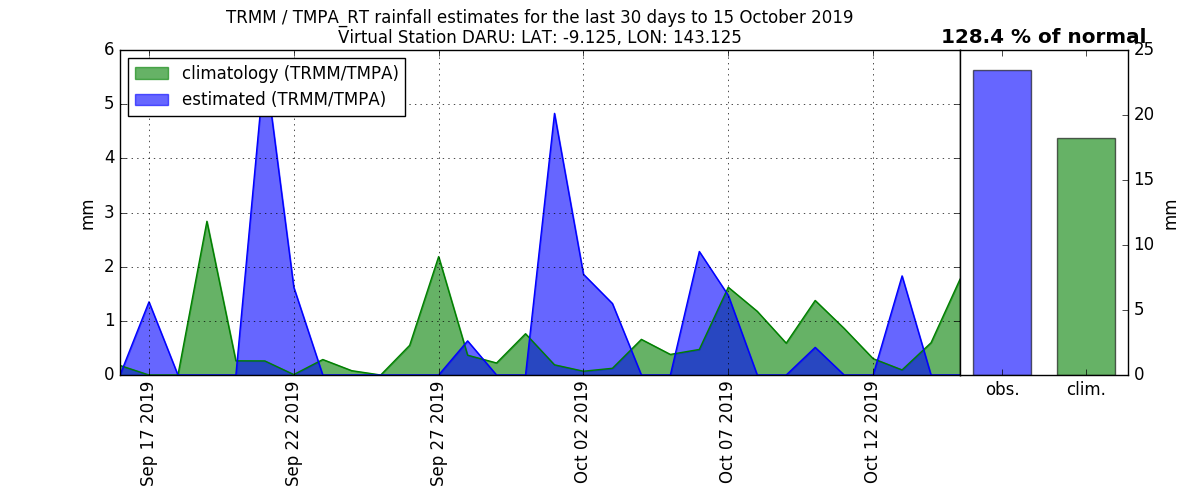 TRMM / TMPA_RT rainfall estimates for the last 30 days to 15 October 2019
Virtual Station DARU: LAT: -9.125, LON: 143.125
128.4 % of normal
climatology (TRMM/TMPA)
estimated (TRMM/TMPA)
6
5
4
3
2
1
0
mm
Sep 17 2019
Sep 22 2019
Sep 27 2019
Oct 02 2019
Oct 07 2019
Oct 12 2019
25
20
15
10
5
0
mm
obs.
clim.